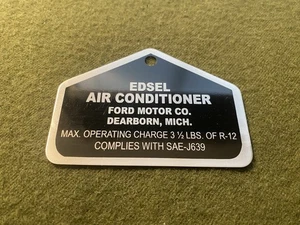 EDSEL
AIR CONDITIONER
FORD MOTOR CO.
DEARBORN, MICH.
MAX. OPERATING CHARGE 3 ½ LBS. OF R-12
COMPLIES WITH SAE-J639